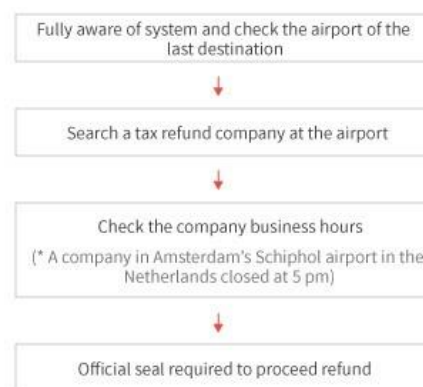 Fully aware of system and check the airport of the
last destination
Search a tax refund company at the airport
Check the company business hours
(* A company in Amsterdam's Schiphol airport in the
Netherlands closed at 5 pm)
Official seal required to proceed refund